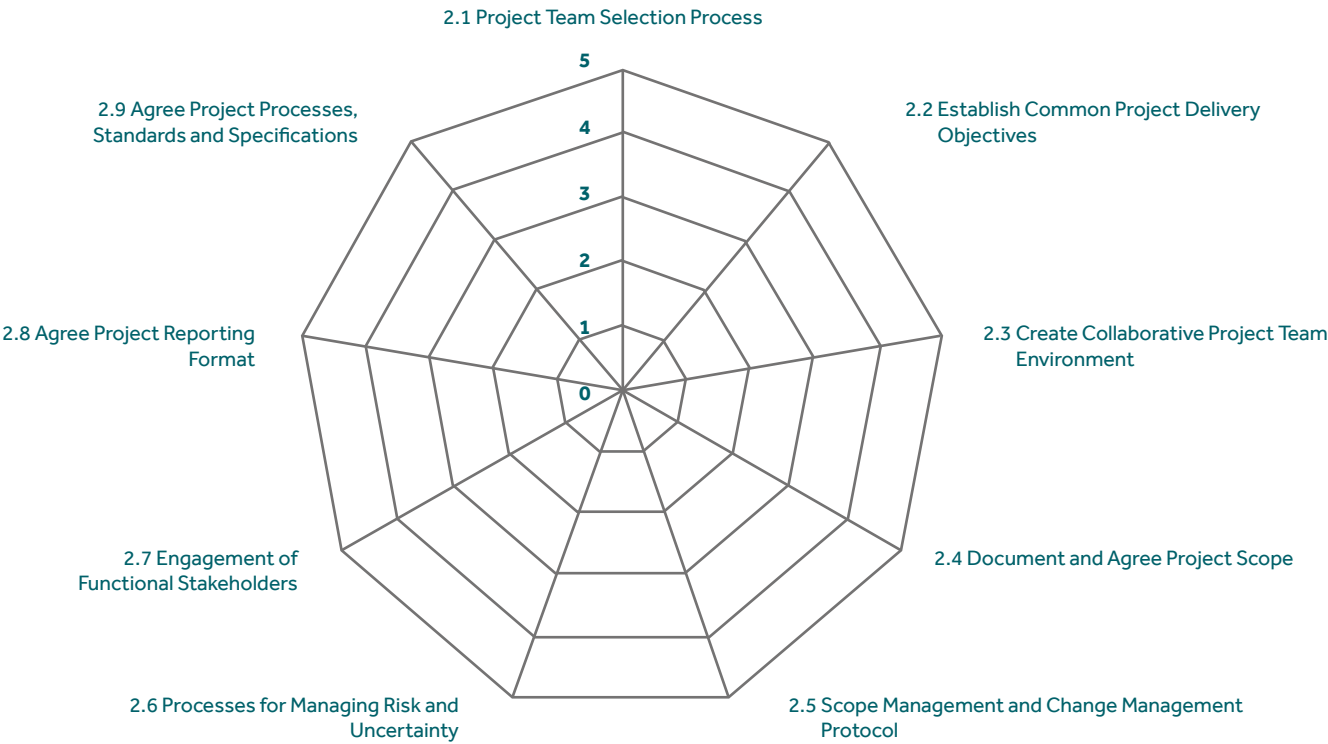 2.1 Project Team Selection Process
5
4
3
2
1
0
2.2 Establish Common Project Delivery
Objectives
2.3 Create Collaborative Project Team
Environment
2.4 Document and Agree Project Scope
2.5 Scope Management and Change Management
Protocol
2.6 Processes for Managing Risk and
Uncertainty
2.7 Engagement of
Functional Stakeholders
2.8 Agree Project Reporting
Format
2.9 Agree Project Processes,
Standards and Specifications